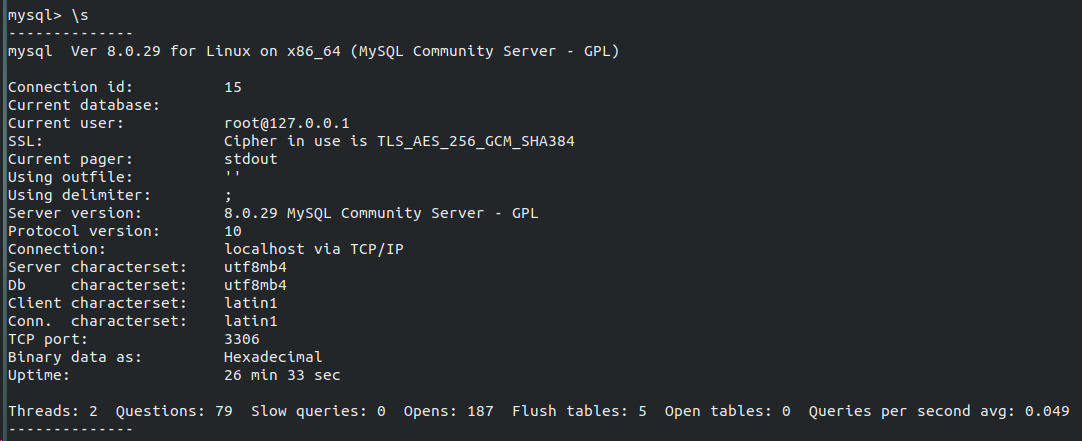 mysql> \s
--------------
mysql  Ver 8.0.29 for Linux on x86_64 (MySQL Community Server - GPL)

Connection id:          15
Current database:
Current user:           root@127.0.0.1
SSL:                    Cipher in use is TLS_AES_256_GCM_SHA384
Current pager:          stdout
Using outfile:          ''
Using delimiter:        ;
Server version:         8.0.29 MySQL Community Server - GPL
Protocol version:       10
Connection:             localhost via TCP/IP
Server characterset:    utf8mb4
Db     characterset:    utf8mb4
Client characterset:    latin1
Conn.  characterset:    latin1
TCP port:               3306
Binary data as:         Hexadecimal
Uptime:                 26 min 33 sec

Threads: 2  Questions: 79  Slow queries: 0  Opens: 187  Flush tables: 5  Open tables: 0  Queries per second avg: 0.049
--------------